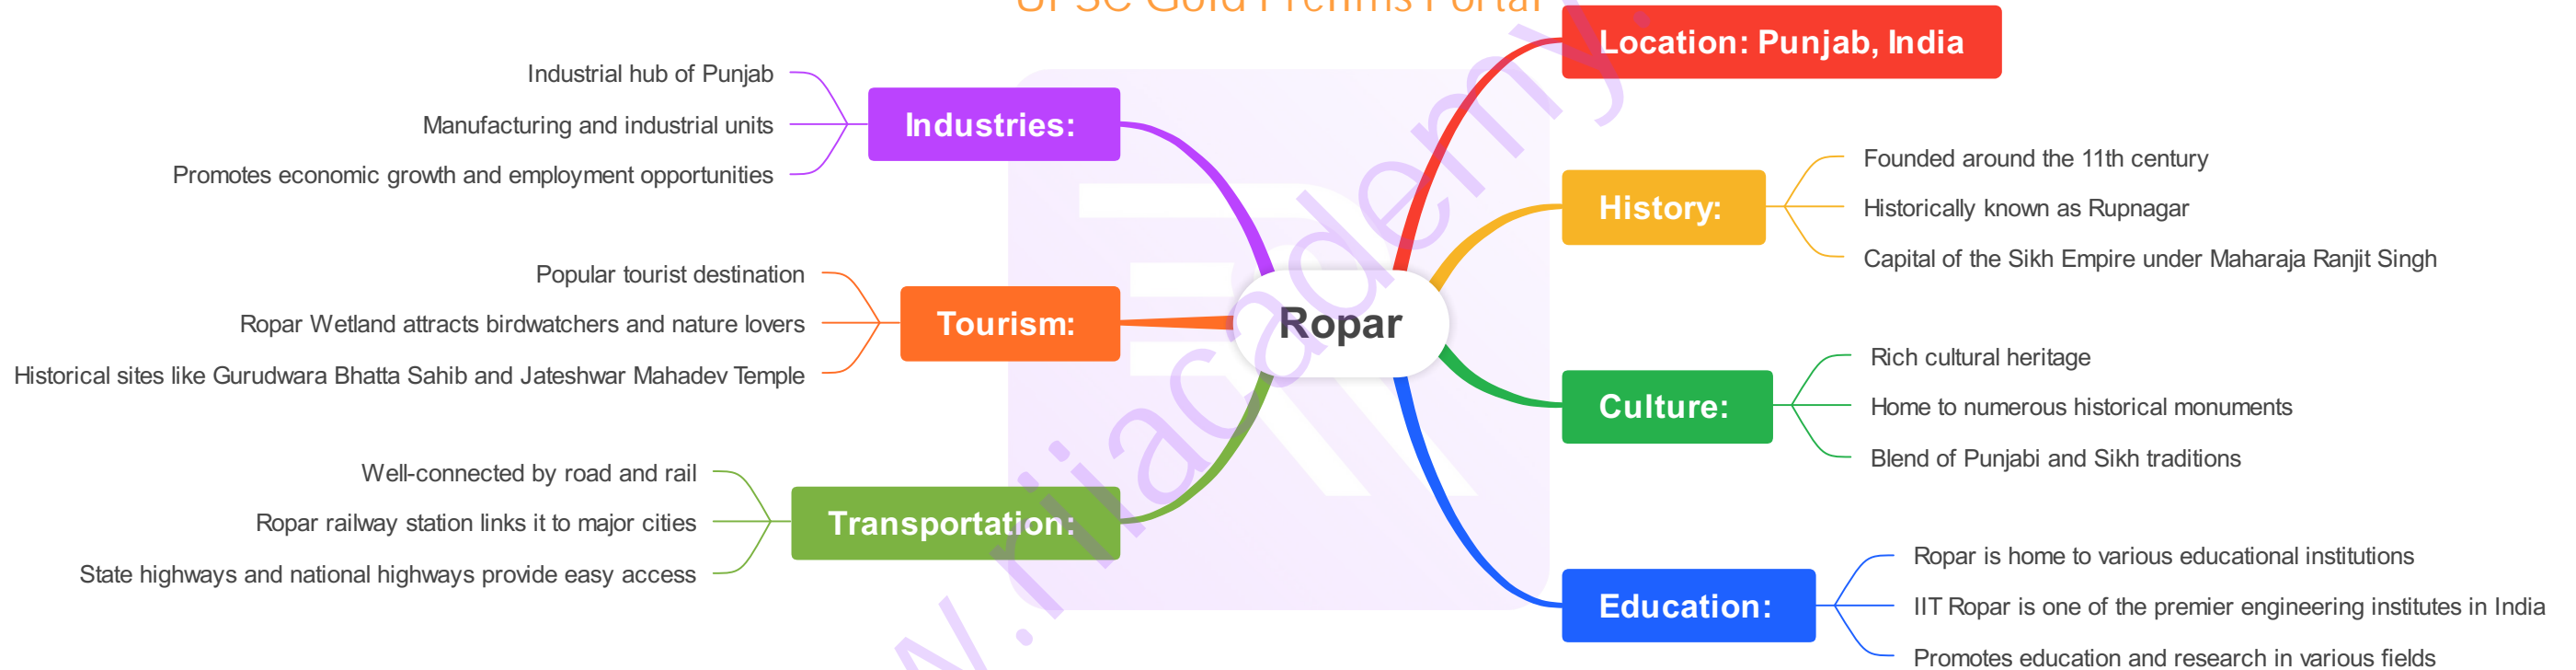 UPSC Gold Prelims Portal
Location: Punjab, India
Industries:
Industrial hub of Punjab
Manufacturing and industrial units
Promotes economic growth and employment opportunities
History:
Founded around the 11th century
Historically known as Rupnagar
Capital of the Sikh Empire under Maharaja Ranjit Singh
Tourism:
Popular tourist destination
Ropar Wetland attracts birdwatchers and nature lovers
Historical sites like Gurudwara Bhatta Sahib and Jateshwar Mahadev Temple
Ropar
Culture:
Rich cultural heritage
Home to numerous historical monuments
Blend of Punjabi and Sikh traditions
Transportation:
Well-connected by road and rail
Ropar railway station links it to major cities
State highways and national highways provide easy access
Education:
Ropar is home to various educational institutions
IIT Ropar is one of the premier engineering institutes in India
Promotes education and research in various fields
w.riiacademy.